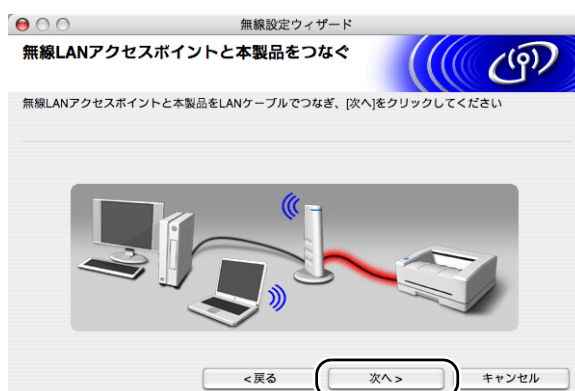 無線設定ウィザード
無線LANアクセスポイントと本製品をつなぐ
無線LANアクセスポイントと本製品をLANケーブルでつなぎ、[次へ]をクリックしてください
<戻る 次へ> キャンセル